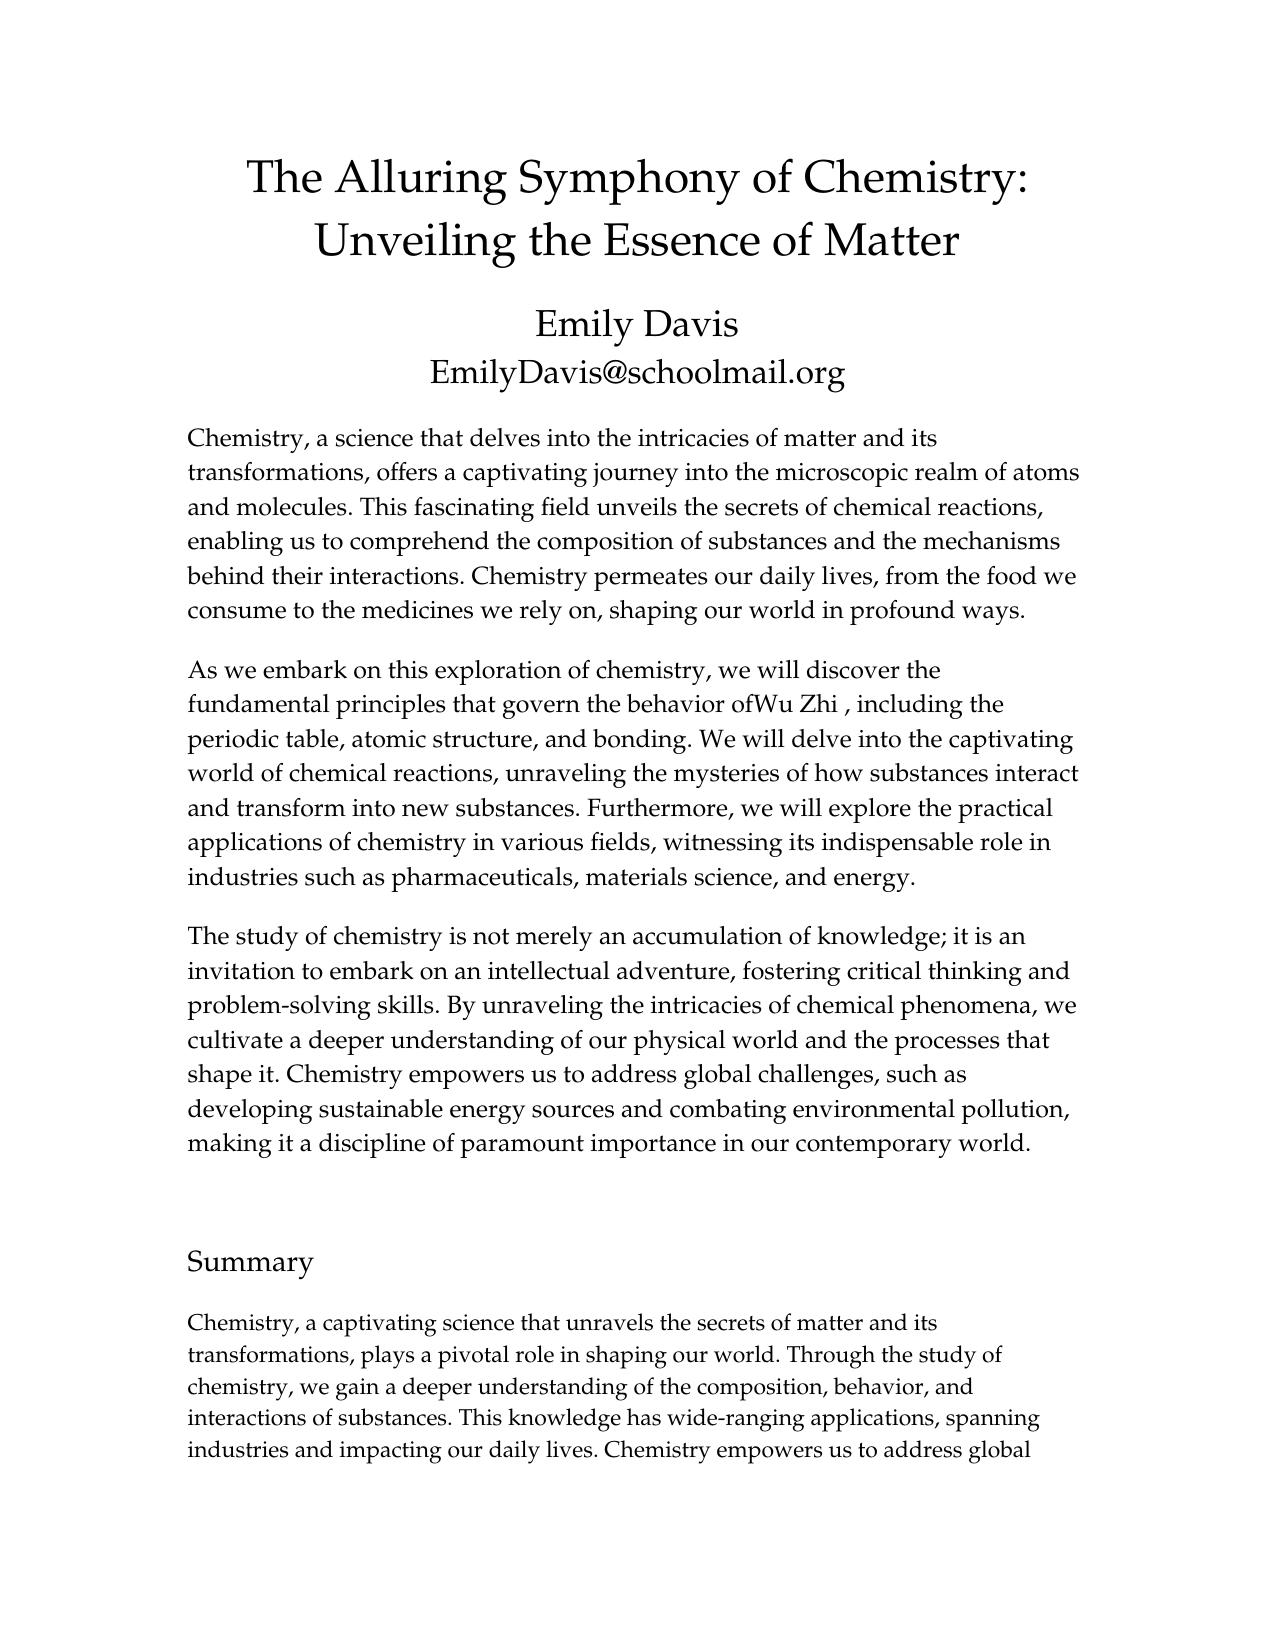 The Alluring Symphony of Chemistry:
Unveiling the Essence of Matter
Emily Davis
EmilyDavis@schoolmail.org
Chemistry, a science that delves into the intricacies of matter and its
transformations, offers a captivating journey into the microscopic realm of atoms
and molecules. This fascinating field unveils the secrets of chemical reactions,
enabling us to comprehend the composition of substances and the mechanisms
behind their interactions. Chemistry permeates our daily lives, from the food we
consume to the medicines we rely on, shaping our world in profound ways.
As we embark on this exploration of chemistry, we will discover the
fundamental principles that govern the behavior ofWu Zhi , including the
periodic table, atomic structure, and bonding. We will delve into the captivating
world of chemical reactions, unraveling the mysteries of how substances interact
and transform into new substances. Furthermore, we will explore the practical
applications of chemistry in various fields, witnessing its indispensable role in
industries such as pharmaceuticals, materials science, and energy.
The study of chemistry is not merely an accumulation of knowledge; it is an
invitation to embark on an intellectual adventure, fostering critical thinking and
problem-solving skills. By unraveling the intricacies of chemical phenomena, we
cultivate a deeper understanding of our physical world and the processes that
shape it. Chemistry empowers us to address global challenges, such as
developing sustainable energy sources and combating environmental pollution,
making it a discipline of paramount importance in our contemporary world.
Summary
Chemistry, a captivating science that unravels the secrets of matter and its
transformations, plays a pivotal role in shaping our world. Through the study of
chemistry, we gain a deeper understanding of the composition, behavior, and
interactions of substances. This knowledge has wide-ranging applications, spanning
industries and impacting our daily lives. Chemistry empowers us to address global